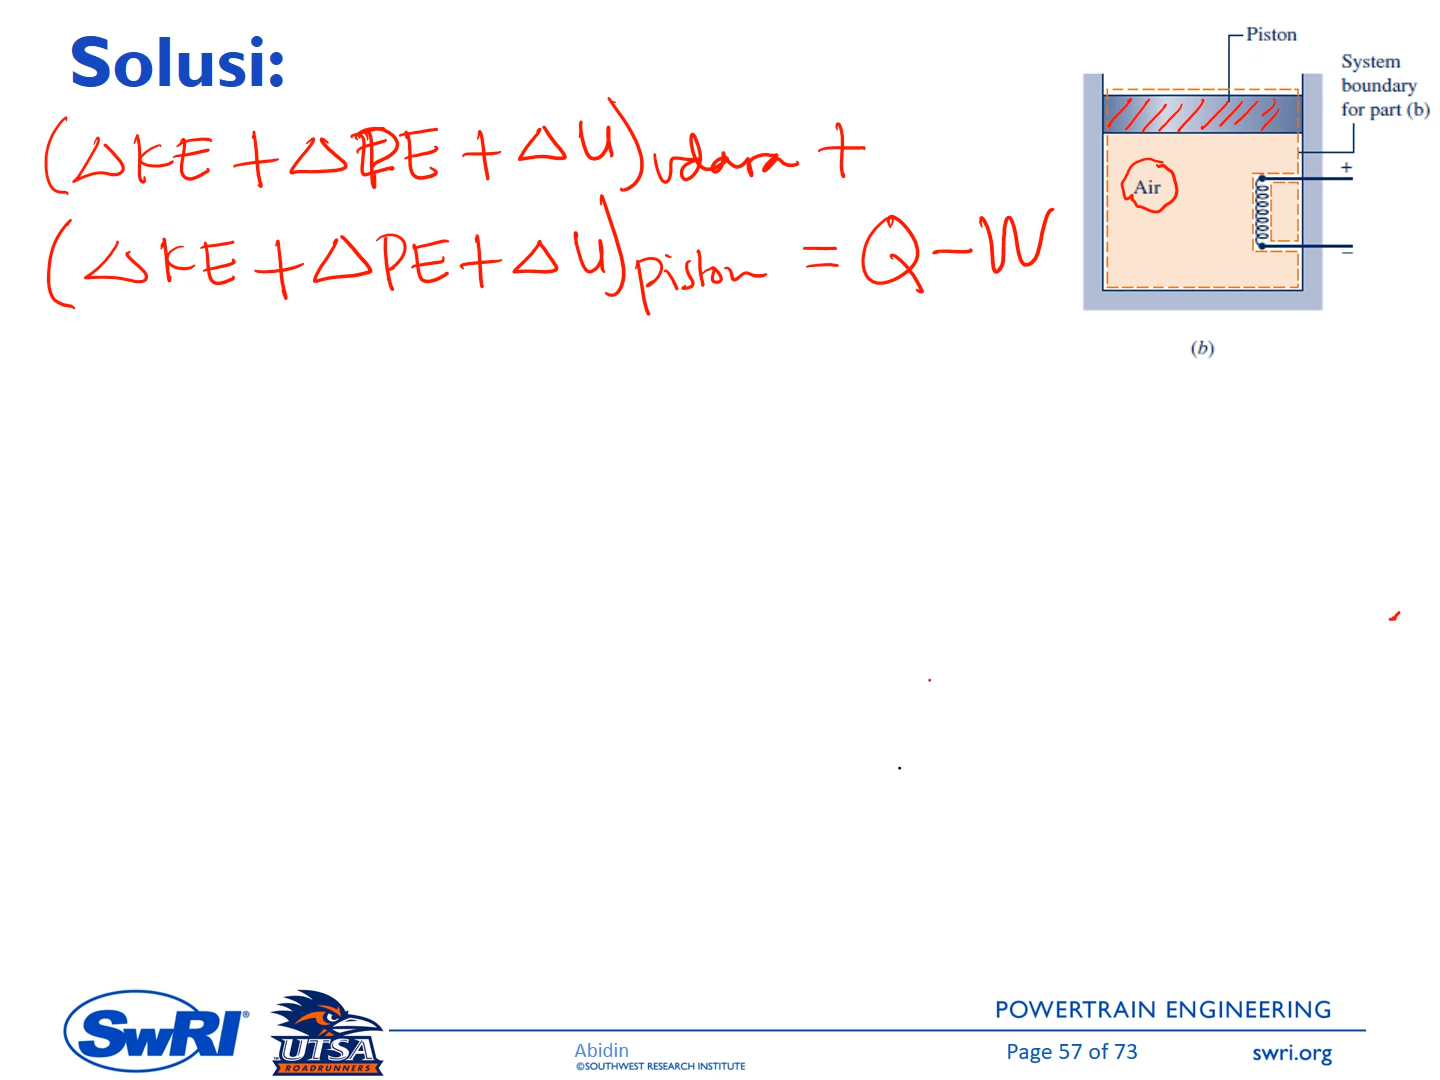 Solusi:
(ΔKE + ΔPE + ΔU)udara +
(ΔKE + ΔPE + ΔU)piston = Q - W
Piston
System
boundary
for part (b)
+
Air
−
(b)
SwRI®
UTSA
ROADRUNNERS
Abidin
©SOUTHWEST RESEARCH INSTITUTE
POWERTRAIN ENGINEERING
Page 57 of 73
swri.org